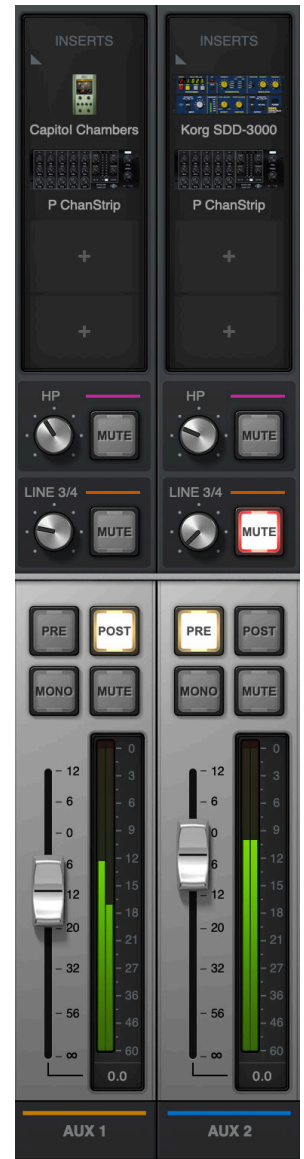 INSERTS
Capitol Chambers
P ChanStrip
+
+
HP
MUTE
LINE 3/4
MUTE
PRE
POST
MONO
MUTE
12
6
0
6
12
20
32
56
∞
0
3
6
9
12
15
18
21
27
36
46
60
0.0
AUX 1
INSERTS
Korg SDD-3000
P ChanStrip
+
+
HP
MUTE
LINE 3/4
MUTE
PRE
POST
MONO
MUTE
12
6
0
12
20
32
56
∞
0
3
6
9
12
15
18
21
27
36
46
60
0.0
AUX 2